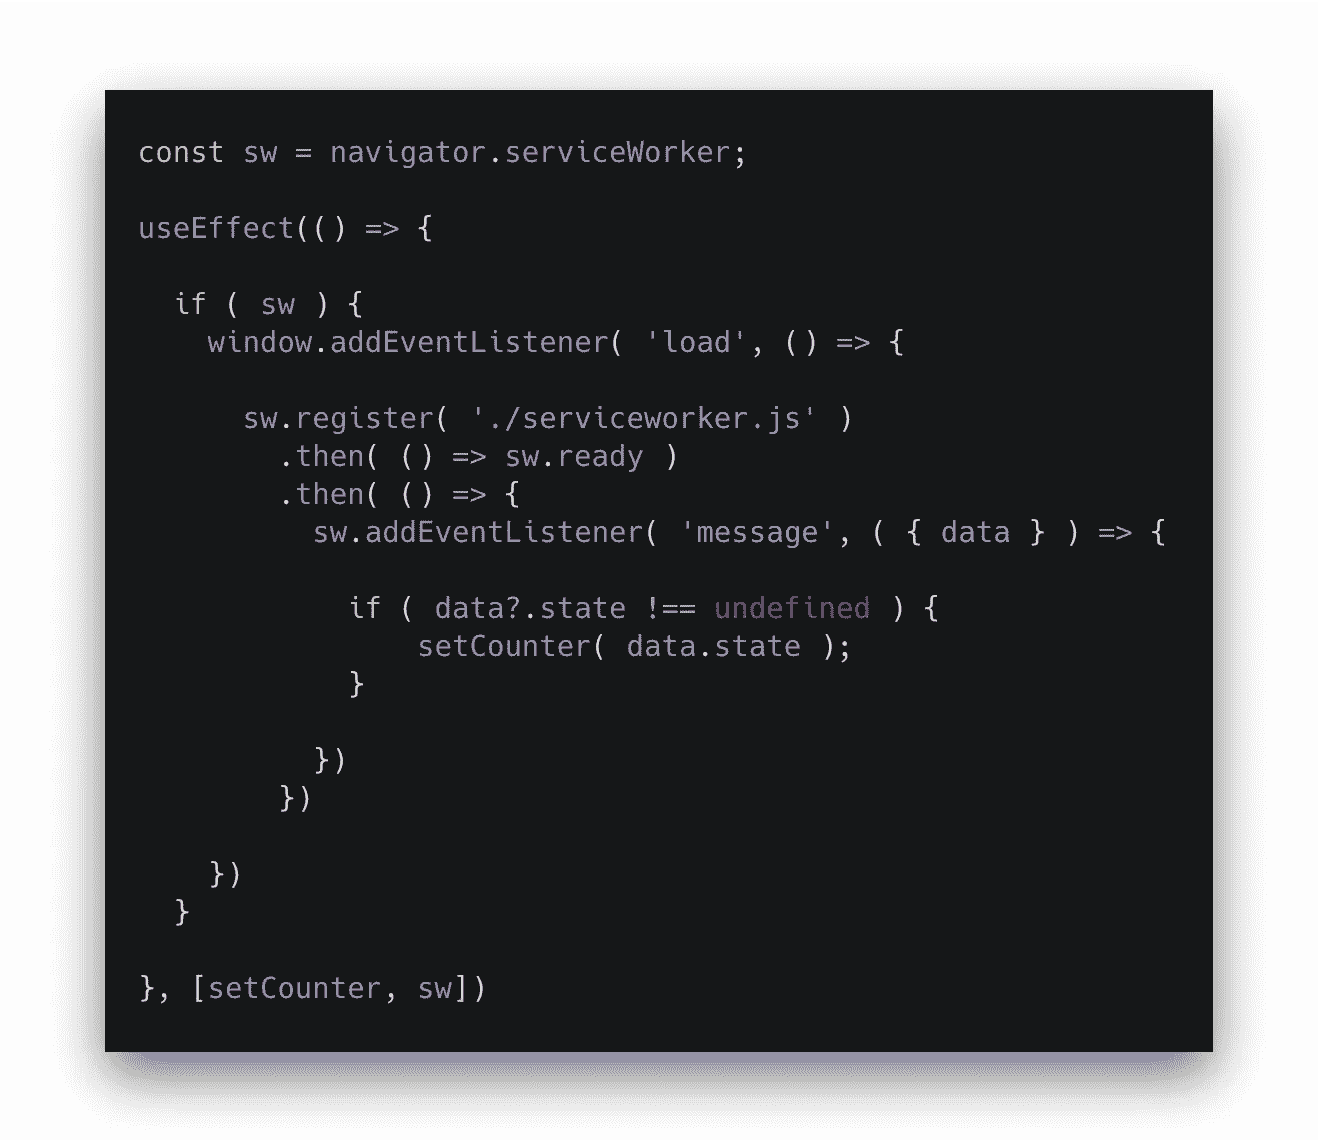 const sw = navigator.serviceWorker;
useEffect(() => {
if ( sw ) {
window.addEventListener( 'load', () => {
sw.register( './serviceworker.js' )
.then( () => sw.ready )
.then( () => {
sw.addEventListener( 'message', ( { data } ) => {
if ( data?.state !== undefined ) {
setCounter( data.state );
}
})
})
})
}
}, [setCounter, sw])